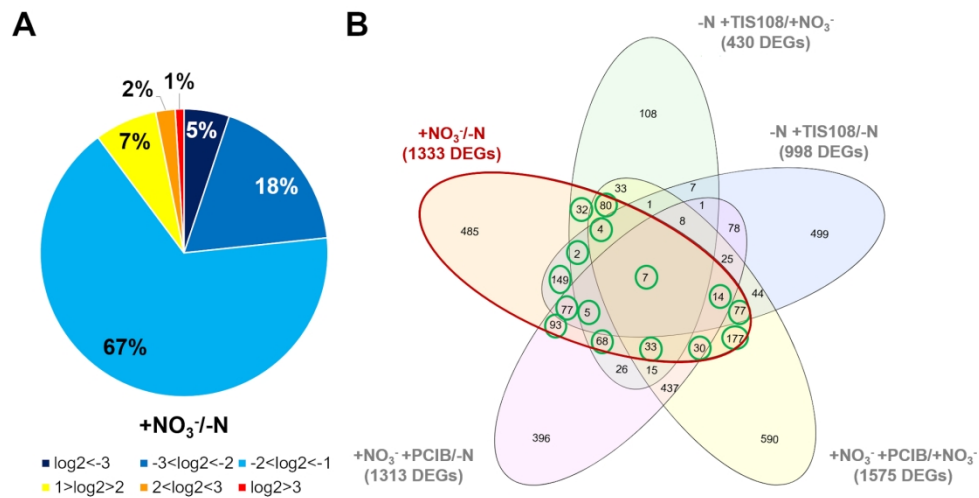 A
1%
2%
5%
7%
18%
67%
+NO₃⁻/-N
log2<-3
-3<log2<-2
-2<log2<-1
1>log2>2
2<log2<3
log2>3
B
-N +TIS108/+NO₃⁻
(430 DEGs)
+NO₃⁻/-N
(1333 DEGs)
-N +TIS108/-N
(998 DEGs)
108
33
7
32
80
1
1
4
8
78
485
499
2
25
149
7
44
14
77
5
77
93
68
33
30
177
26
15
437
396
590
+NO₃⁻ +PCIB/-N
(1313 DEGs)
+NO₃⁻ +PCIB/+NO₃⁻
(1575 DEGs)